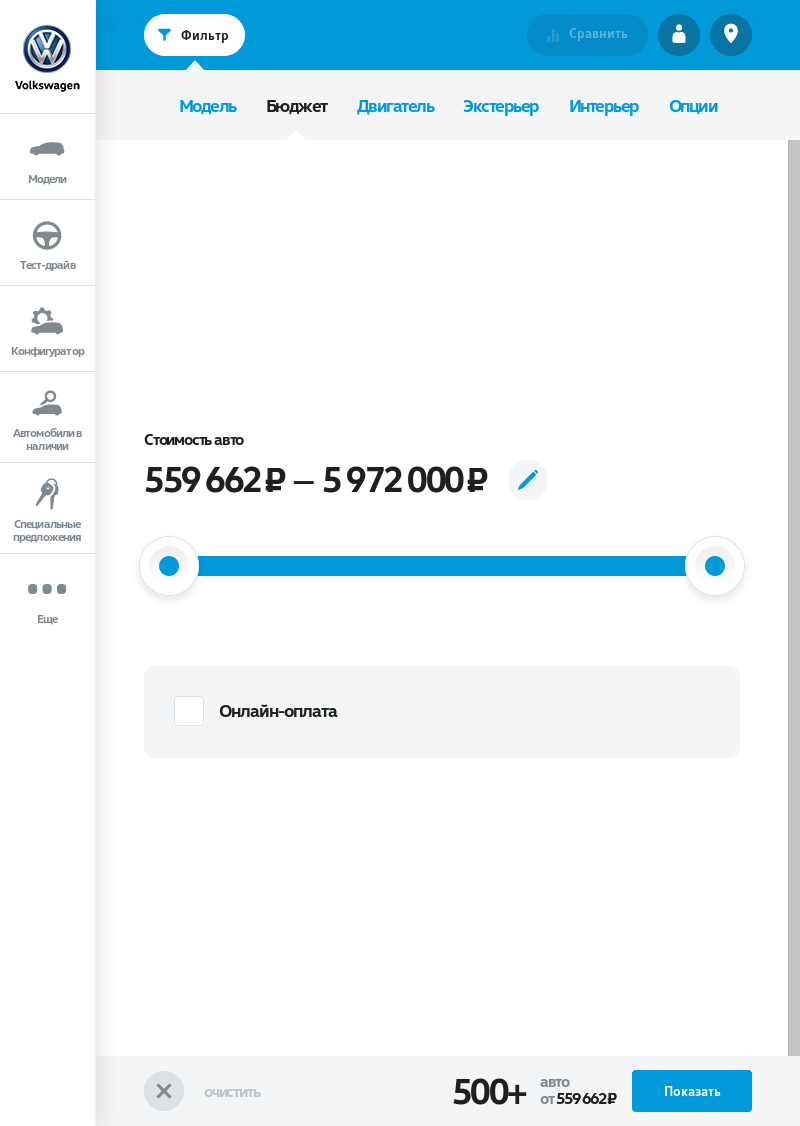 Volkswagen
Модели
Тест-драйв
Конфигуратор
Автомобили в
наличии
Специальные
предложения
Еще
Фильтр
Сравнить
Модель Бюджет Двигатель Экстерьер Интерьер Опции
Стоимость авто
559 662 ₽ – 5 972 000 ₽
Онлайн-оплата
ОЧИСТИТЬ
500+
авто
от 559 662 ₽
Показать